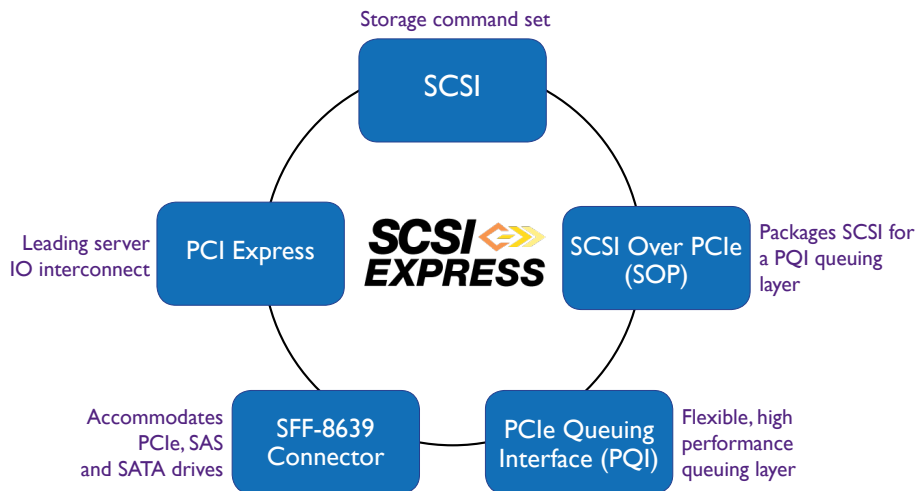 Storage command set
SCSI
Leading server
IO interconnect
PCI Express
SCSI
EXPRESS
SCSI Over PCIe
(SOP)
Packages SCSI for
a PQI queuing
layer
Accommodates
PCIe, SAS
and SATA drives
SFF-8639
Connector
PCIe Queuing
Interface (PQI)
Flexible, high
performance
queuing layer